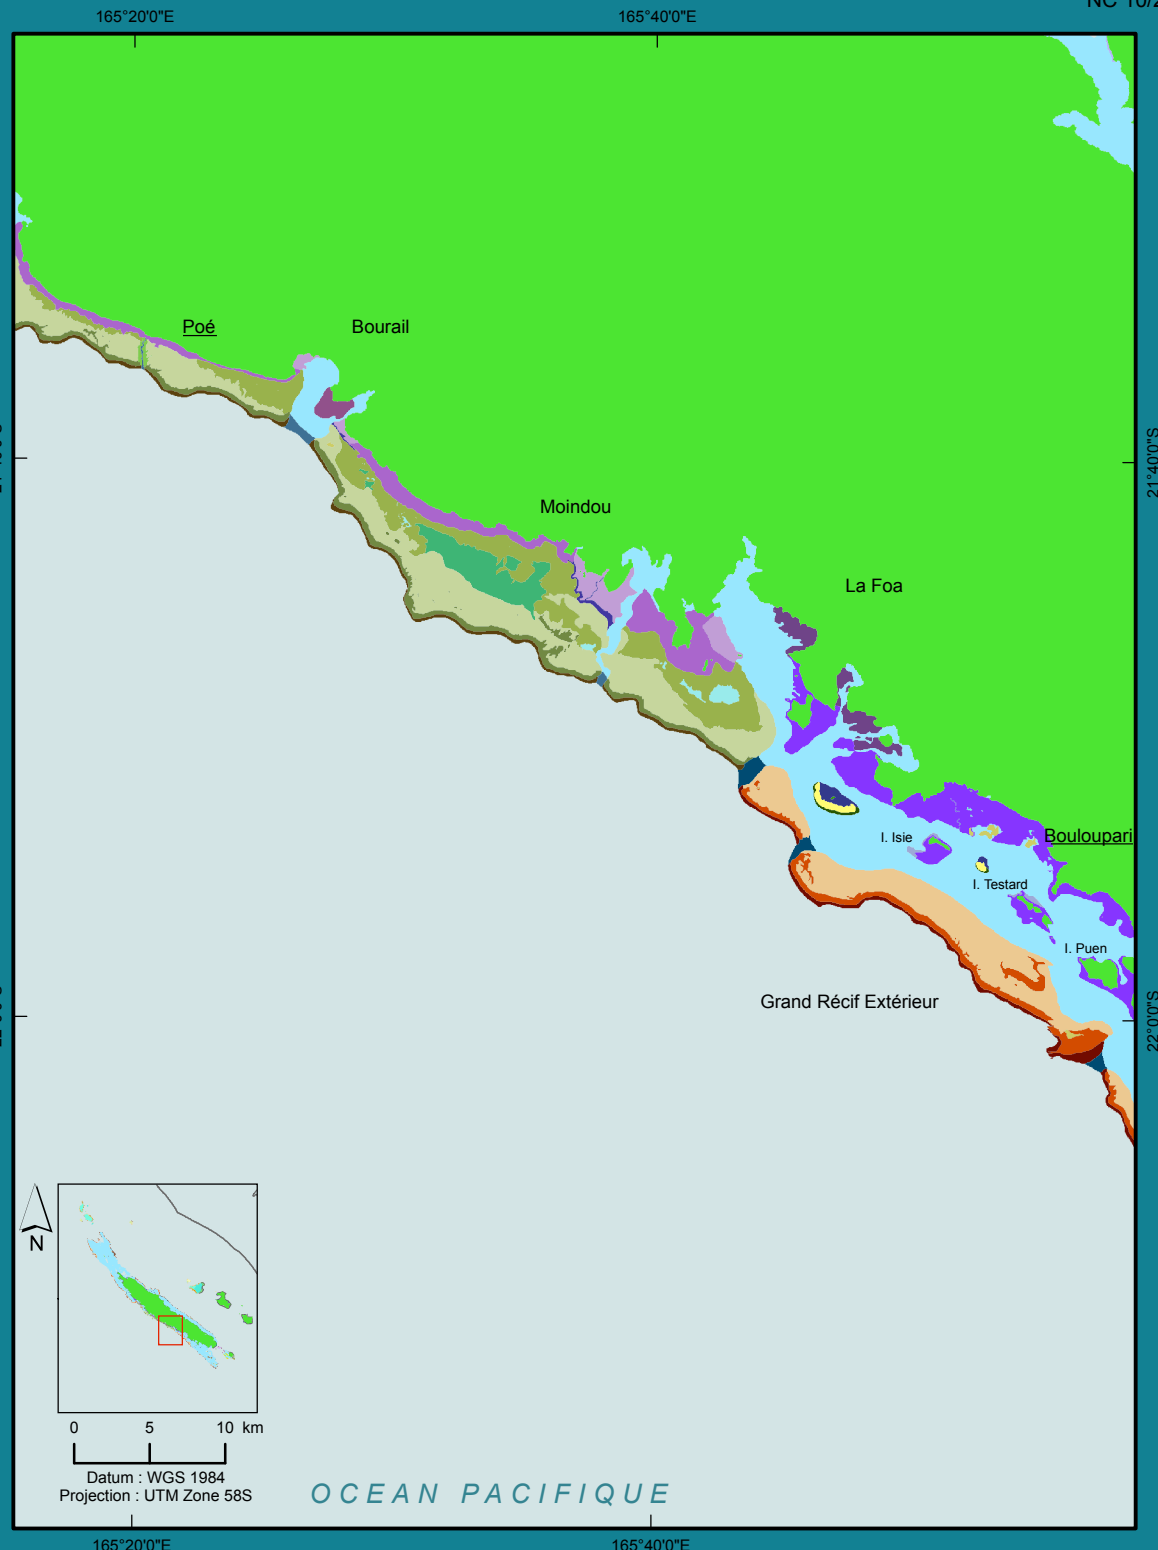 165°20'0"E
165°40'0"E
Poé
Bourail
21°40'0"S
Moindou
La Foa
I. Isie
Bouloupari
I. Testard
I. Puen
Grand Récif Extérieur
22°0'0"S
N
0 5 10 km
Datum : WGS 1984
Projection : UTM Zone 58S
OCEAN PACIFIQUE
165°20'0"E
165°40'0"E